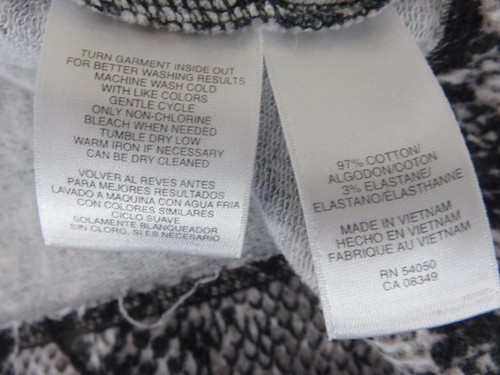 TURN GARMENT INSIDE OUT
FOR BETTER WASHING RESULTS
MACHINE WASH COLD
WITH LIKE COLORS
GENTLE CYCLE
ONLY NON-CHLORINE
BLEACH WHEN NEEDED
TUMBLE DRY LOW
WARM IRON IF NECESSARY
CAN BE DRY CLEANED
VOLVER AL REVES ANTES
PARA MEJORES RESULTADOS
LAVADO A MAQUINA CON AGUA FRIA
CON COLORES SIMILARES
CICLO SUAVE
SOLAMENTE BLANQUEADOR
SIN CLORO, SI ES NECESARIO
97% COTTON/
ALGODON/COTON
3% ELASTANE/
ELASTANO/ELASTHANNE
MADE IN VIETNAM
HECHO EN VIETNAM
FABRIQUE AU VIETNAM
RN 54050
CA 08349